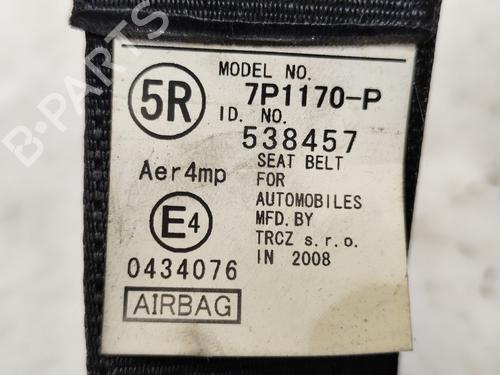 MODEL NO.
5R
7P1170-P
ID. NO.
538457
Aer4mp
SEAT BELT
FOR
AUTOMOBILES
E4
MFD. BY
TRCZ s.r.o.
0434076
IN 2008
AIRBAG
B-PARTS